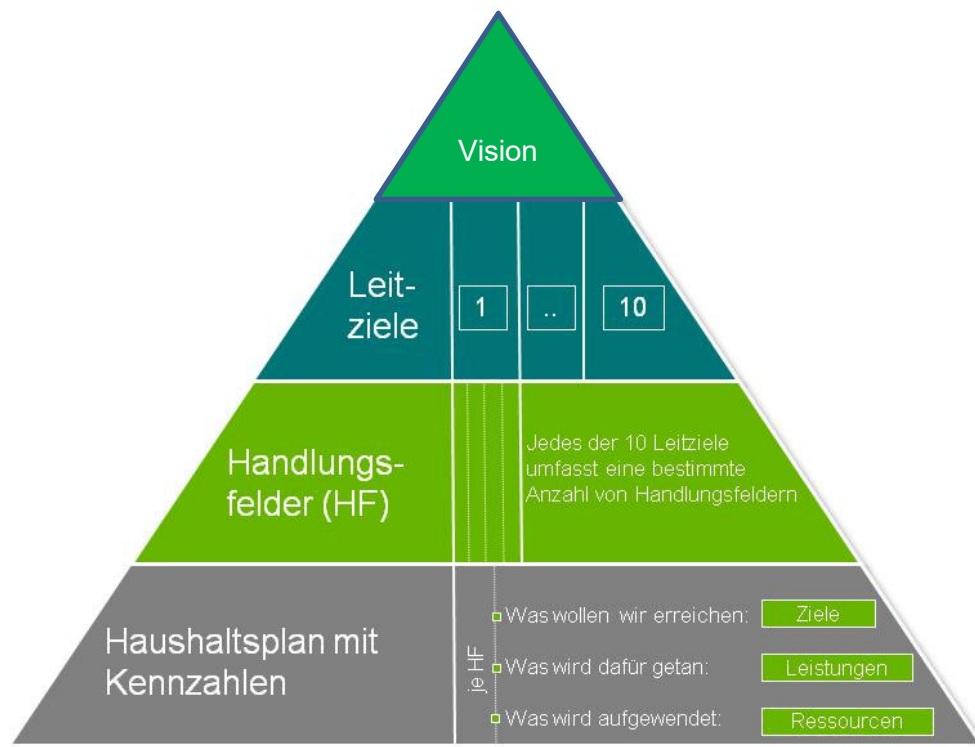 Vision
Leit-
ziele
1
..
10
Handlungs-
felder (HF)
Jedes der 10 Leitziele
umfasst eine bestimmte
Anzahl von Handlungsfeldern
Haushaltsplan mit
Kennzahlen
je HF
Was wollen wir erreichen: Ziele
Was wird dafür getan: Leistungen
Was wird aufgewendet: Ressourcen